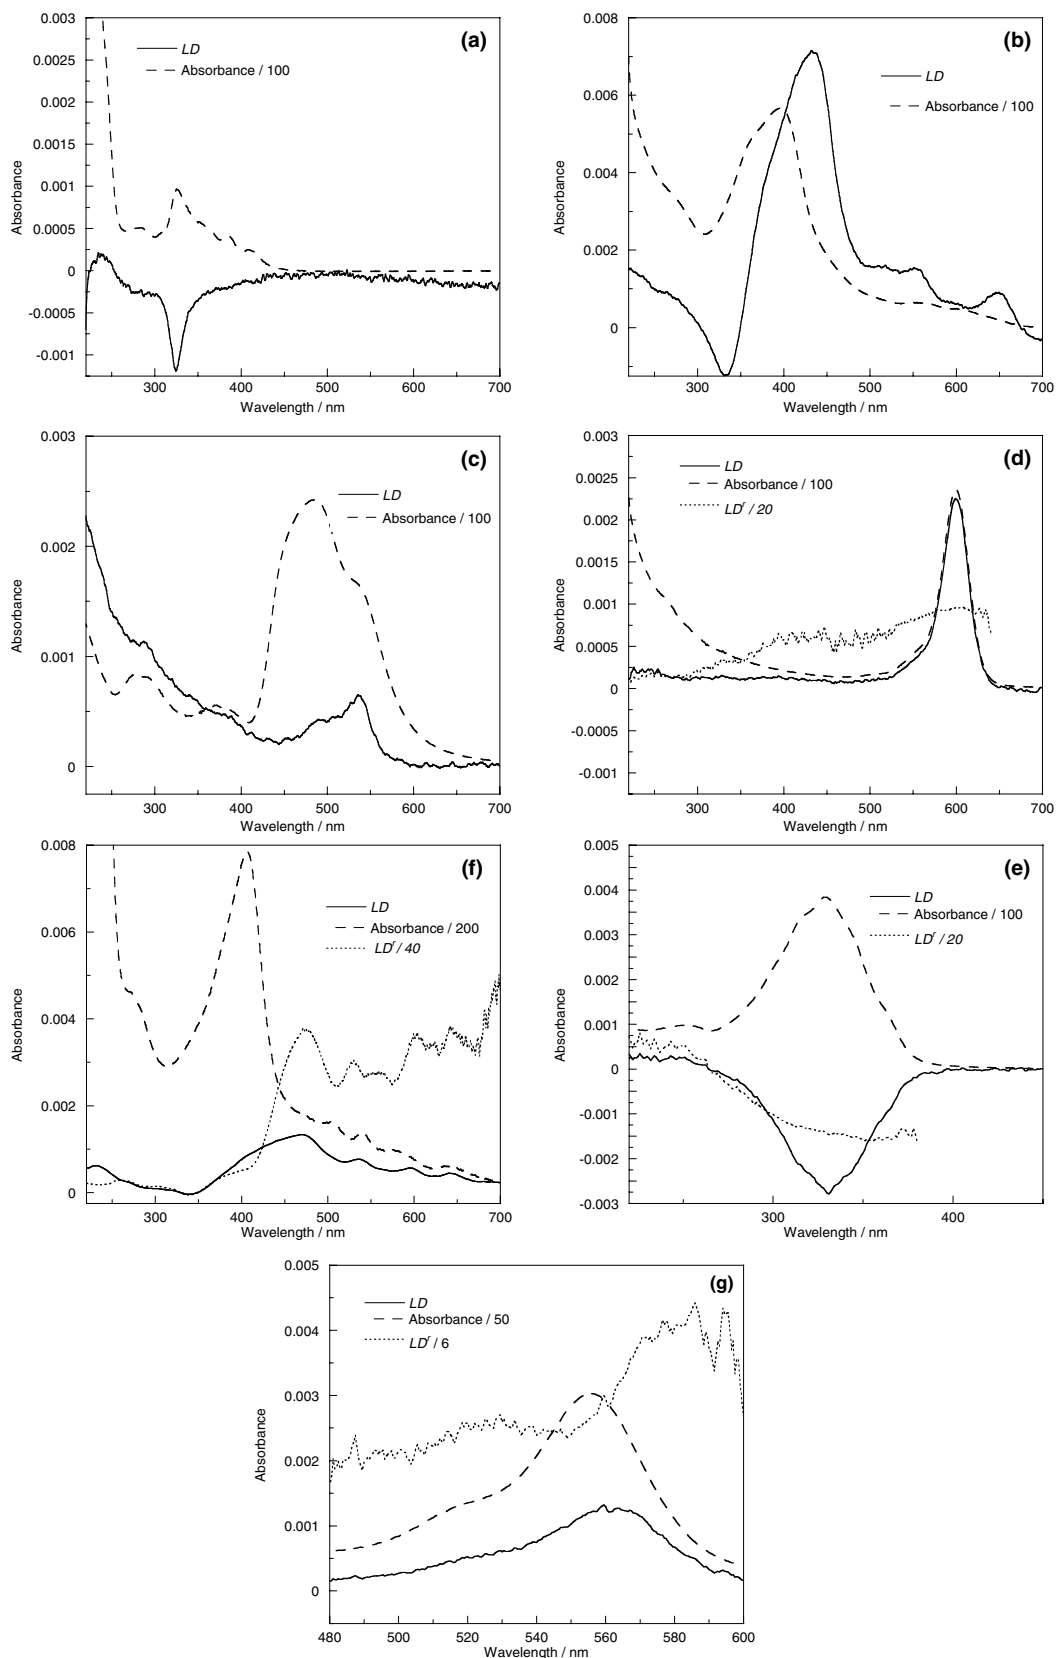 (a)
LD
Absorbance / 100
0.003
0.0025
0.002
0.0015
0.001
0.0005
0
-0.0005
-0.001
Absorbance
300 400 500 600 700
Wavelength / nm
(b)
LD
Absorbance / 100
0.008
0.006
0.004
0.002
0
Absorbance
300 400 500 600 700
Wavelength / nm
(c)
LD
Absorbance / 100
0.003
0.002
0.001
0
Absorbance
300 400 500 600 700
Wavelength / nm
(d)
LD
Absorbance / 100
LDʳ / 20
0.003
0.0025
0.002
0.0015
0.001
0.0005
0
-0.0005
-0.001
Absorbance
300 400 500 600 700
Wavelength / nm
(f)
LD
Absorbance / 200
LDʳ / 40
0.008
0.006
0.004
0.002
0
Absorbance
300 400 500 600 700
Wavelength / nm
(e)
LD
Absorbance / 100
LDʳ / 20
0.005
0.004
0.003
0.001
0
-0.001
-0.002
-0.003
Absorbance
300 400
Wavelength / nm
(g)
LD
Absorbance / 50
LDʳ / 6
0.005
0.004
0.003
0.002
0.001
0
Absorbance
480 500 520 540 560 580 600
Wavelength / nm